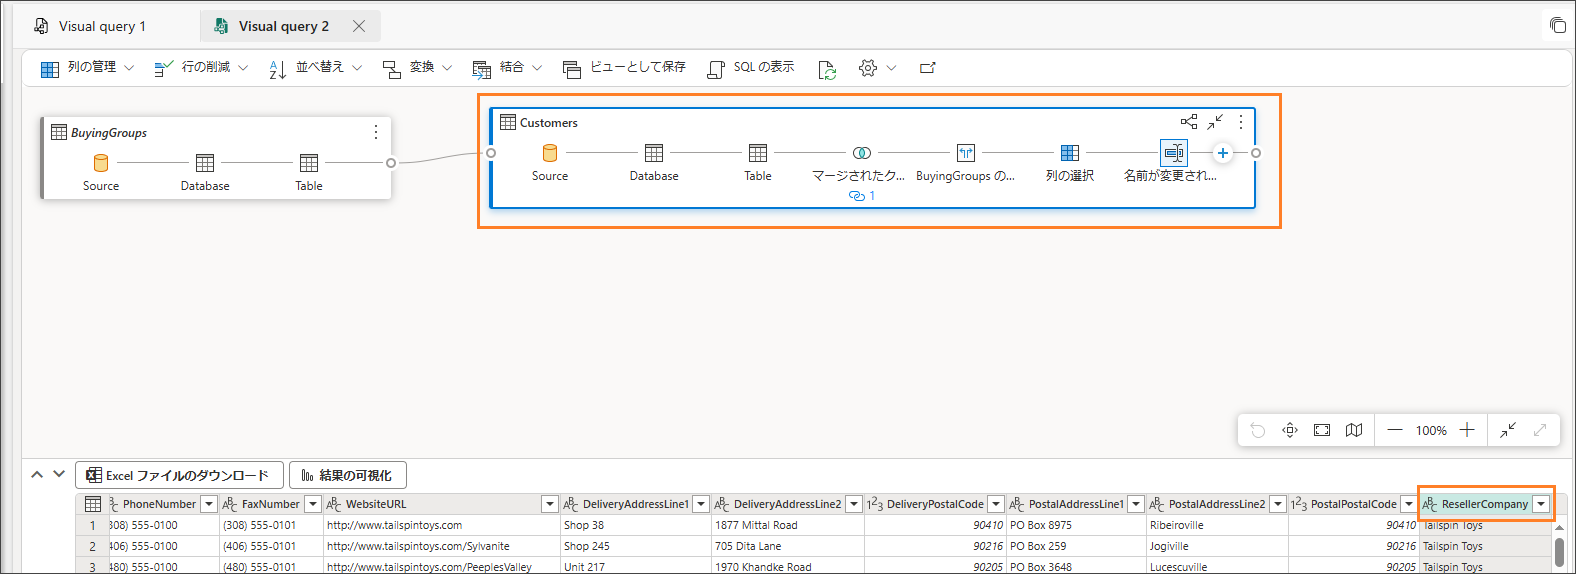 Visual query 1
Visual query 2
列の管理
行の削減
並べ替え
変換
結合
ビューとして保存
SQL の表示
BuyingGroups
Source
Database
Table
Customers
Source
Database
Table
マージされたク...
BuyingGroups の...
列の選択
名前が変更され...
1
100%
Excel ファイルのダウンロード
結果の可視化
PhoneNumber FaxNumber WebsiteURL DeliveryAddressLine1 DeliveryAddressLine2 DeliveryPostalCode PostalAddressLine1 PostalAddressLine2 PostalPostalCode ResellerCompany
1 308) 555-0100 (308) 555-0101 http://www.tailspintoys.com Shop 38 1877 Mittal Road 90410 PO Box 8975 Ribeiroville 90410 Tailspin Toys
2 406) 555-0100 (406) 555-0101 http://www.tailspintoys.com/Sylvanite Shop 245 705 Dita Lane 90216 PO Box 259 Jogiville 90216 Tailspin Toys
3 480) 555-0100 (480) 555-0101 http://www.tailspintoys.com/PeeplesValley Unit 217 1970 Khandke Road 90205 PO Box 3648 Lucescuville 90205 Tailspin Toys